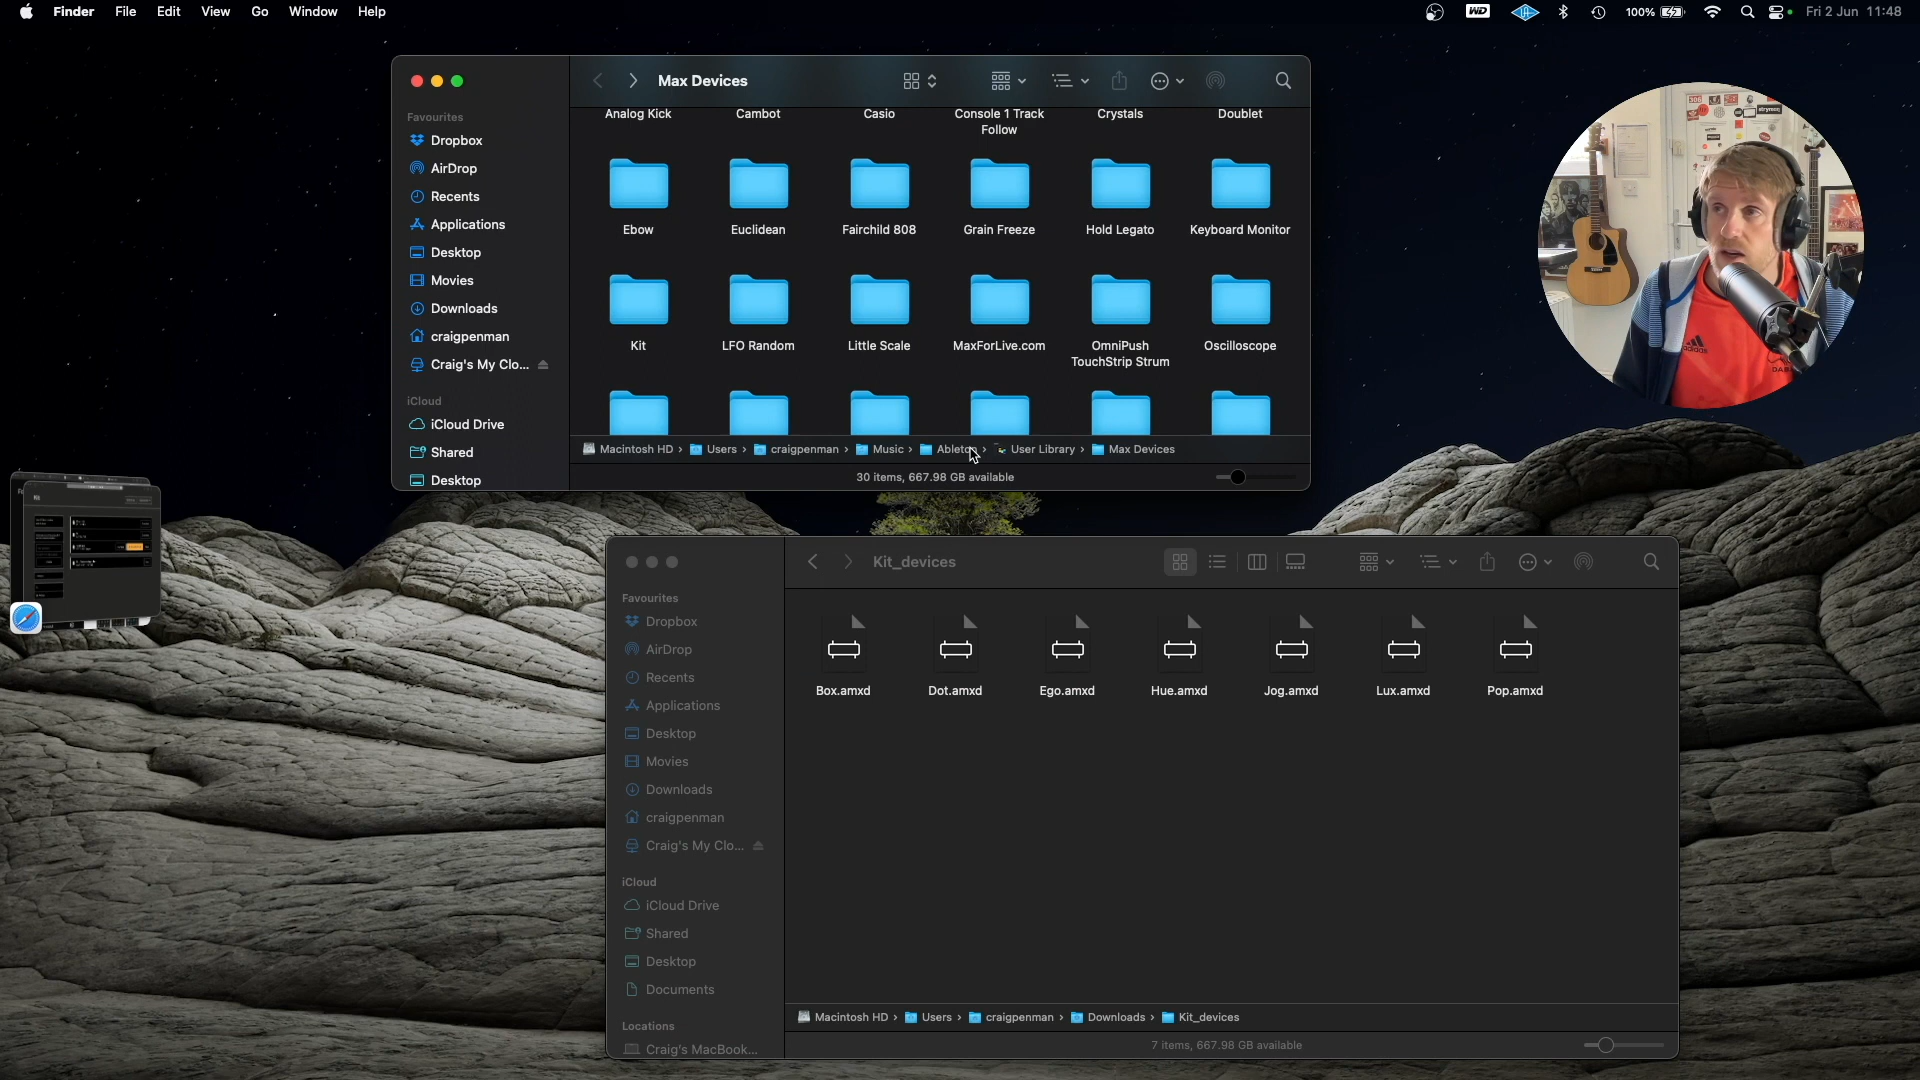 Finder File Edit View Go Window Help
WD
100%
Fri 2 Jun 11:48
Max Devices
Favourites
Dropbox
AirDrop
Recents
Applications
Desktop
Movies
Downloads
craigpenman
Craig's My Clo...
iCloud
iCloud Drive
Shared
Desktop
Analog Kick
Cambot
Casio
Console 1 Track
Follow
Crystals
Doublet
Ebow
Euclidean
Fairchild 808
Grain Freeze
Hold Legato
Keyboard Monitor
Kit
LFO Random
Little Scale
MaxForLive.com
OmniPush
TouchStrip Strum
Oscilloscope
Macintosh HD › Users › craigpenman › Music › Ableton › User Library › Max Devices
30 items, 667.98 GB available
Kit_devices
Favourites
Dropbox
AirDrop
Recents
Applications
Desktop
Movies
Downloads
craigpenman
Craig's My Clo...
iCloud
iCloud Drive
Shared
Desktop
Documents
Locations
Craig's MacBook...
Box.amxd
Dot.amxd
Ego.amxd
Hue.amxd
Jog.amxd
Lux.amxd
Pop.amxd
Macintosh HD › Users › craigpenman › Downloads › Kit_devices
7 items, 667.98 GB available
adidas